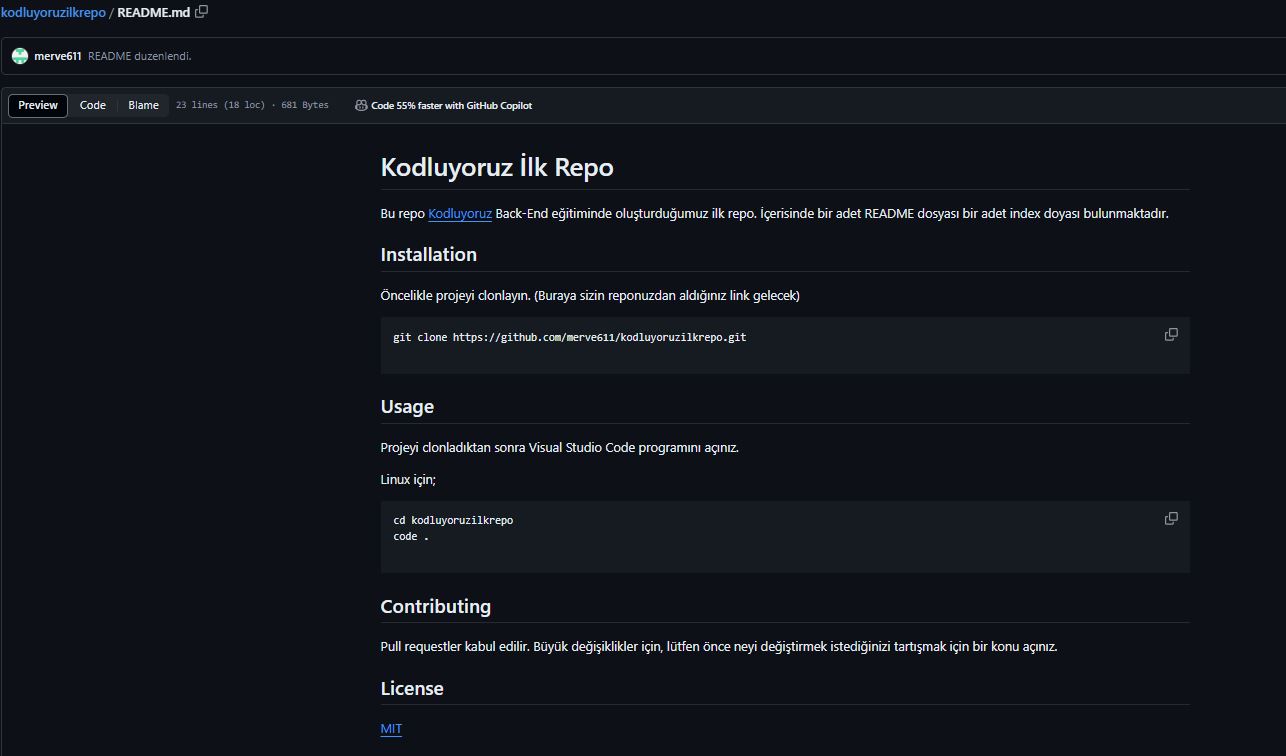 kodluyoruzilkrepo / README.md
merve611 README duzenlendi.
Preview Code Blame 23 lines (18 loc) · 681 Bytes Code 55% faster with GitHub Copilot
Kodluyoruz İlk Repo
Bu repo Kodluyoruz Back-End eğitiminde oluşturduğumuz ilk repo. İçerisinde bir adet README dosyası bir adet index doyası bulunmaktadır.
Installation
Öncelikle projeyi clonlayın. (Buraya sizin reponuzdan aldığınız link gelecek)
git clone https://github.com/merve611/kodluyoruzilkrepo.git
Usage
Projeyi clonladıktan sonra Visual Studio Code programını açınız.
Linux için;
cd kodluyoruzilkrepo
code .
Contributing
Pull requestler kabul edilir. Büyük değişiklikler için, lütfen önce neyi değiştirmek istediğinizi tartışmak için bir konu açınız.
License
MIT